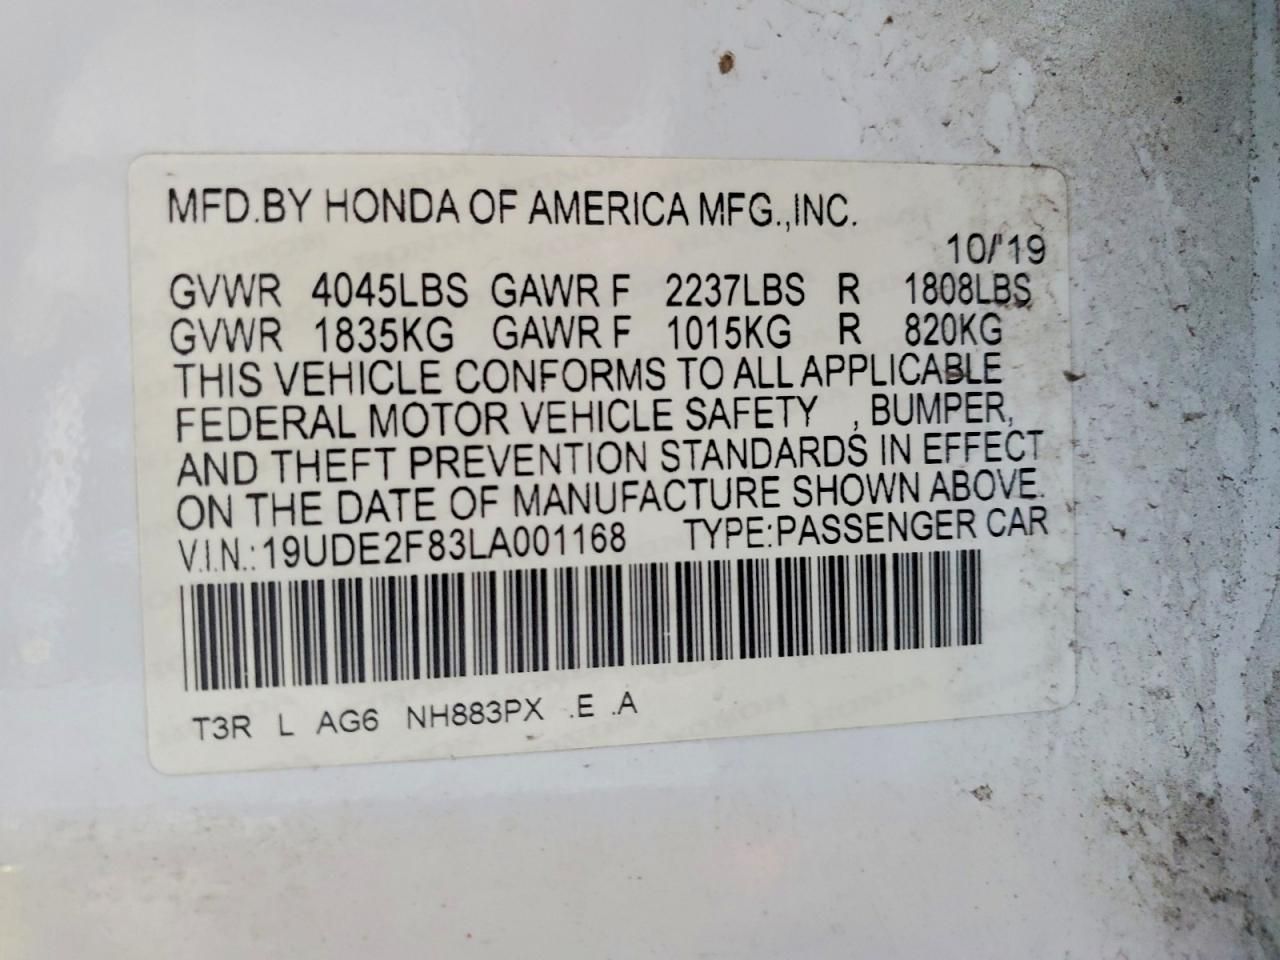 MFD.BY HONDA OF AMERICA MFG.,INC.
10/'19
GVWR 4045LBS GAWR F 2237LBS R 1808LBS
GVWR 1835KG GAWR F 1015KG R 820KG
THIS VEHICLE CONFORMS TO ALL APPLICABLE
FEDERAL MOTOR VEHICLE SAFETY , BUMPER,
AND THEFT PREVENTION STANDARDS IN EFFECT
ON THE DATE OF MANUFACTURE SHOWN ABOVE.
V.I.N.: 19UDE2F83LA001168 TYPE:PASSENGER CAR
T3R L AG6 NH883PX .E .A